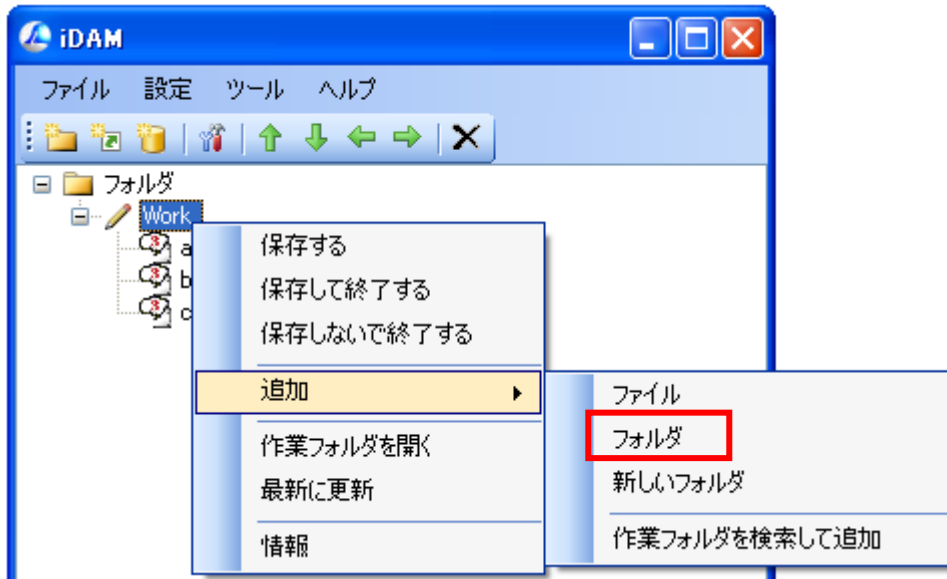 iDAM
ファイル 設定 ツール ヘルプ
フォルダ
Work
a
b
c
保存する
保存して終了する
保存しないで終了する
追加
作業フォルダを開く
最新に更新
情報
ファイル
フォルダ
新しいフォルダ
作業フォルダを検索して追加